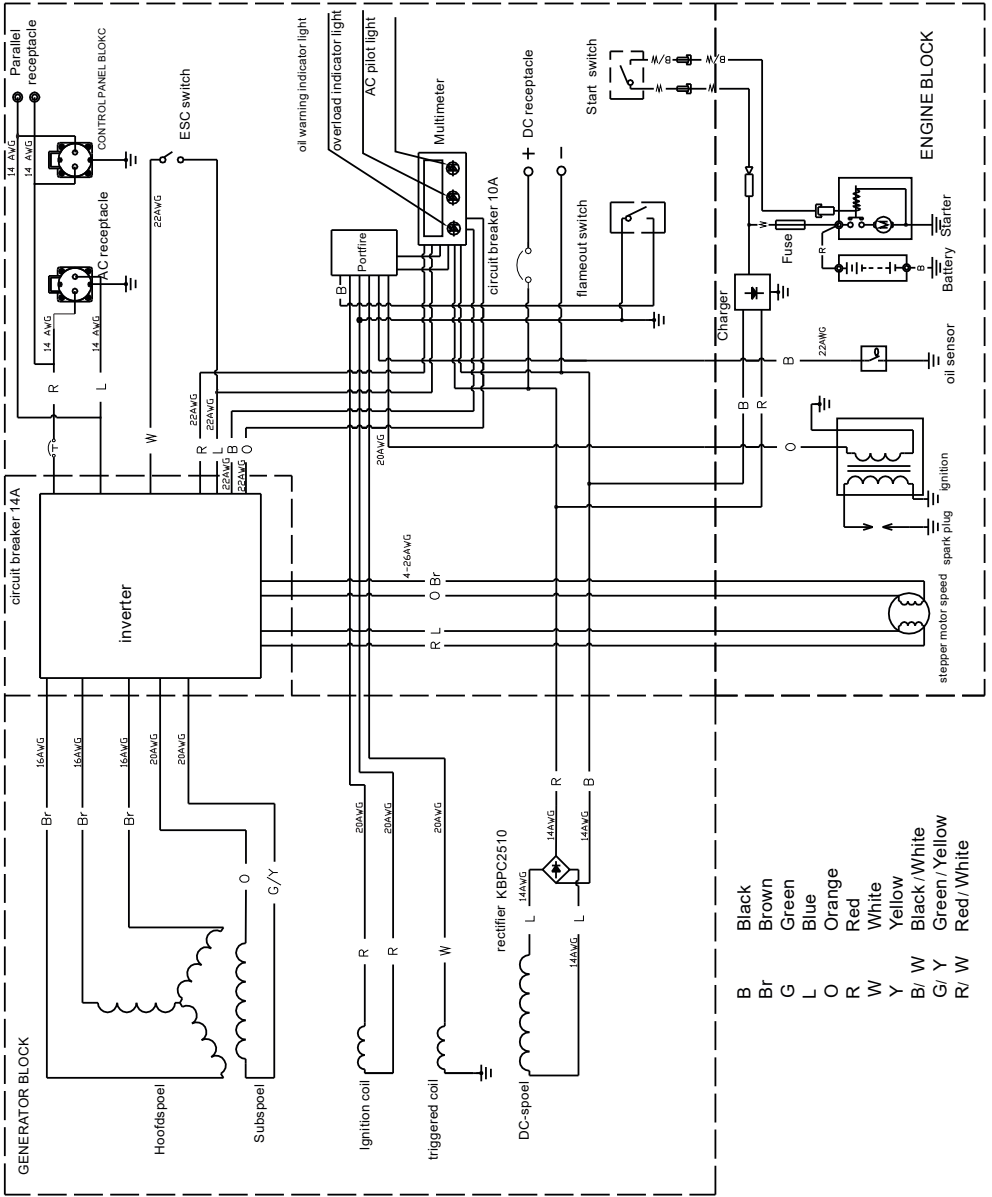 GENERATOR BLOCK
Hoofdspoel
Subspoel
Ignition coil
triggered coil
DC-spoel
Br
Br
Br
O
G/Y
16AWG
16AWG
16AWG
20AWG
20AWG
R
R
W
20AWG
20AWG
20AWG
rectifier KBPC2510
L
L
14AWG
14AWG
14AWG
14AWG
R
B
circuit breaker 14A
inverter
R L
O Br
4-26AWG
R
L
W
R
L
B
O
22AWG
22AWG
22AWG
22AWG
22AWG
20AWG
14 AWG
14 AWG
14 AWG
14 AWG
Parallel
receptacle
CONTROL PANEL BLOKC
AC receptacle
ESC switch
oil warning indicator light
overload indicator light
AC pilot light
Multimeter
Portfire
B
circuit breaker 10A
DC receptacle
+
–
flameout switch
Start switch
W/B
W/B
W
W
ENGINE BLOCK
W
Fuse
M
Starter
R
B
Battery
Charger
B
R
B
22AWG
oil sensor
O
ignition
spark plug
stepper motor speed
B Black
Br Brown
G Green
L Blue
O Orange
R Red
W White
Y Yellow
B/ W Black/White
G/ Y Green/Yellow
R/ W Red/White